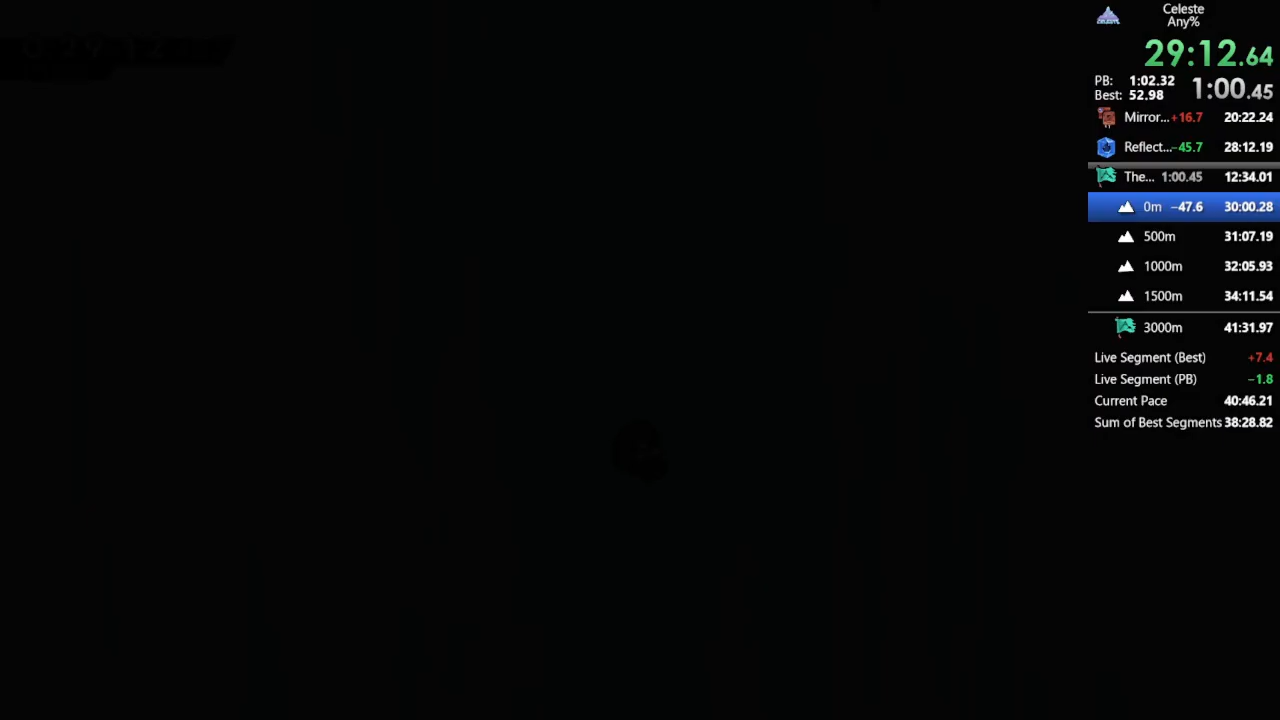 Celeste
Any%
29:12.64
PB: 1:02.32
Best: 52.98
1:00.45
Mirror... +16.7 20:22.24
Reflect... -45.7 28:12.19
The... 1:00.45 12:34.01
0m -47.6 30:00.28
500m 31:07.19
1000m 32:05.93
1500m 34:11.54
3000m 41:31.97
Live Segment (Best) +7.4
Live Segment (PB) -1.8
Current Pace 40:46.21
Sum of Best Segments 38:28.82